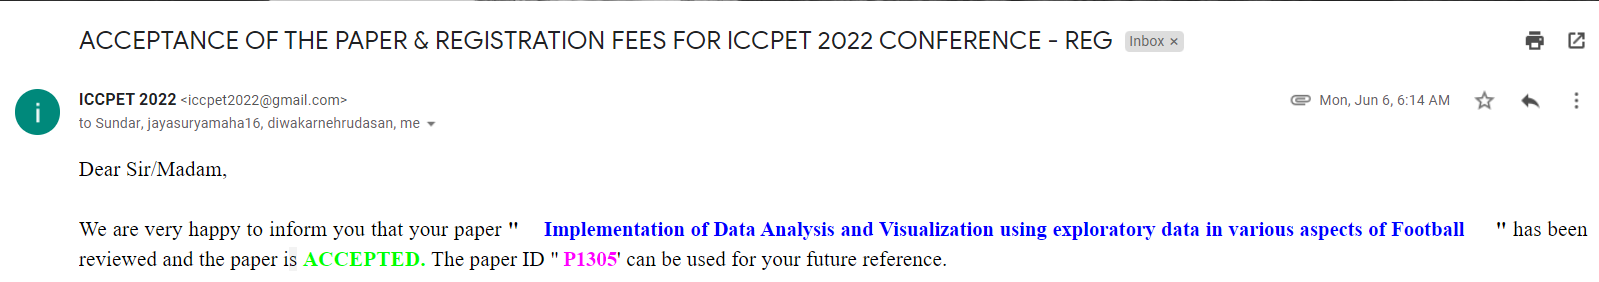 ACCEPTANCE OF THE PAPER & REGISTRATION FEES FOR ICCPET 2022 CONFERENCE - REG Inbox ×
i
ICCPET 2022 <iccpet2022@gmail.com> Mon, Jun 6, 6:14 AM
to Sundar, jayasuryamaha16, diwakarnehrudasan, me
Dear Sir/Madam,
We are very happy to inform you that your paper " Implementation of Data Analysis and Visualization using exploratory data in various aspects of Football " has been
reviewed and the paper is ACCEPTED. The paper ID " P1305' can be used for your future reference.